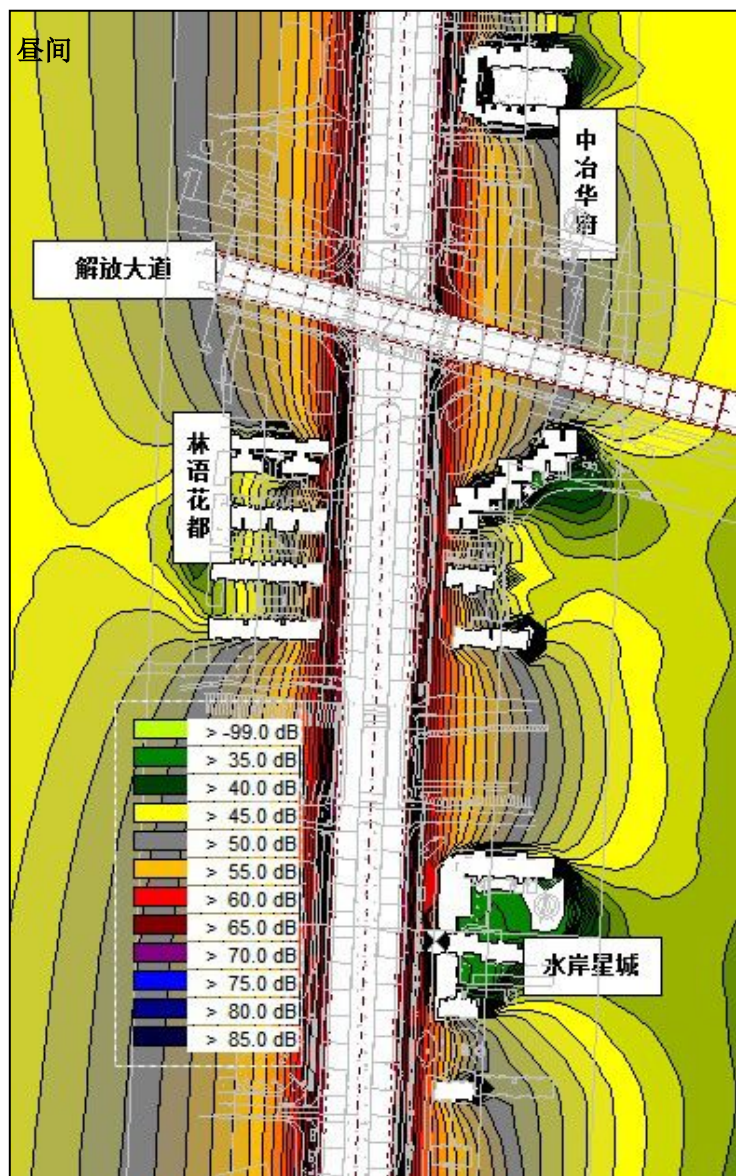 昼间
中冶华府
解放大道
林语花都
> -99.0 dB
> 35.0 dB
> 40.0 dB
> 45.0 dB
> 50.0 dB
> 55.0 dB
> 60.0 dB
> 65.0 dB
> 70.0 dB
> 75.0 dB
> 80.0 dB
> 85.0 dB
水岸星城